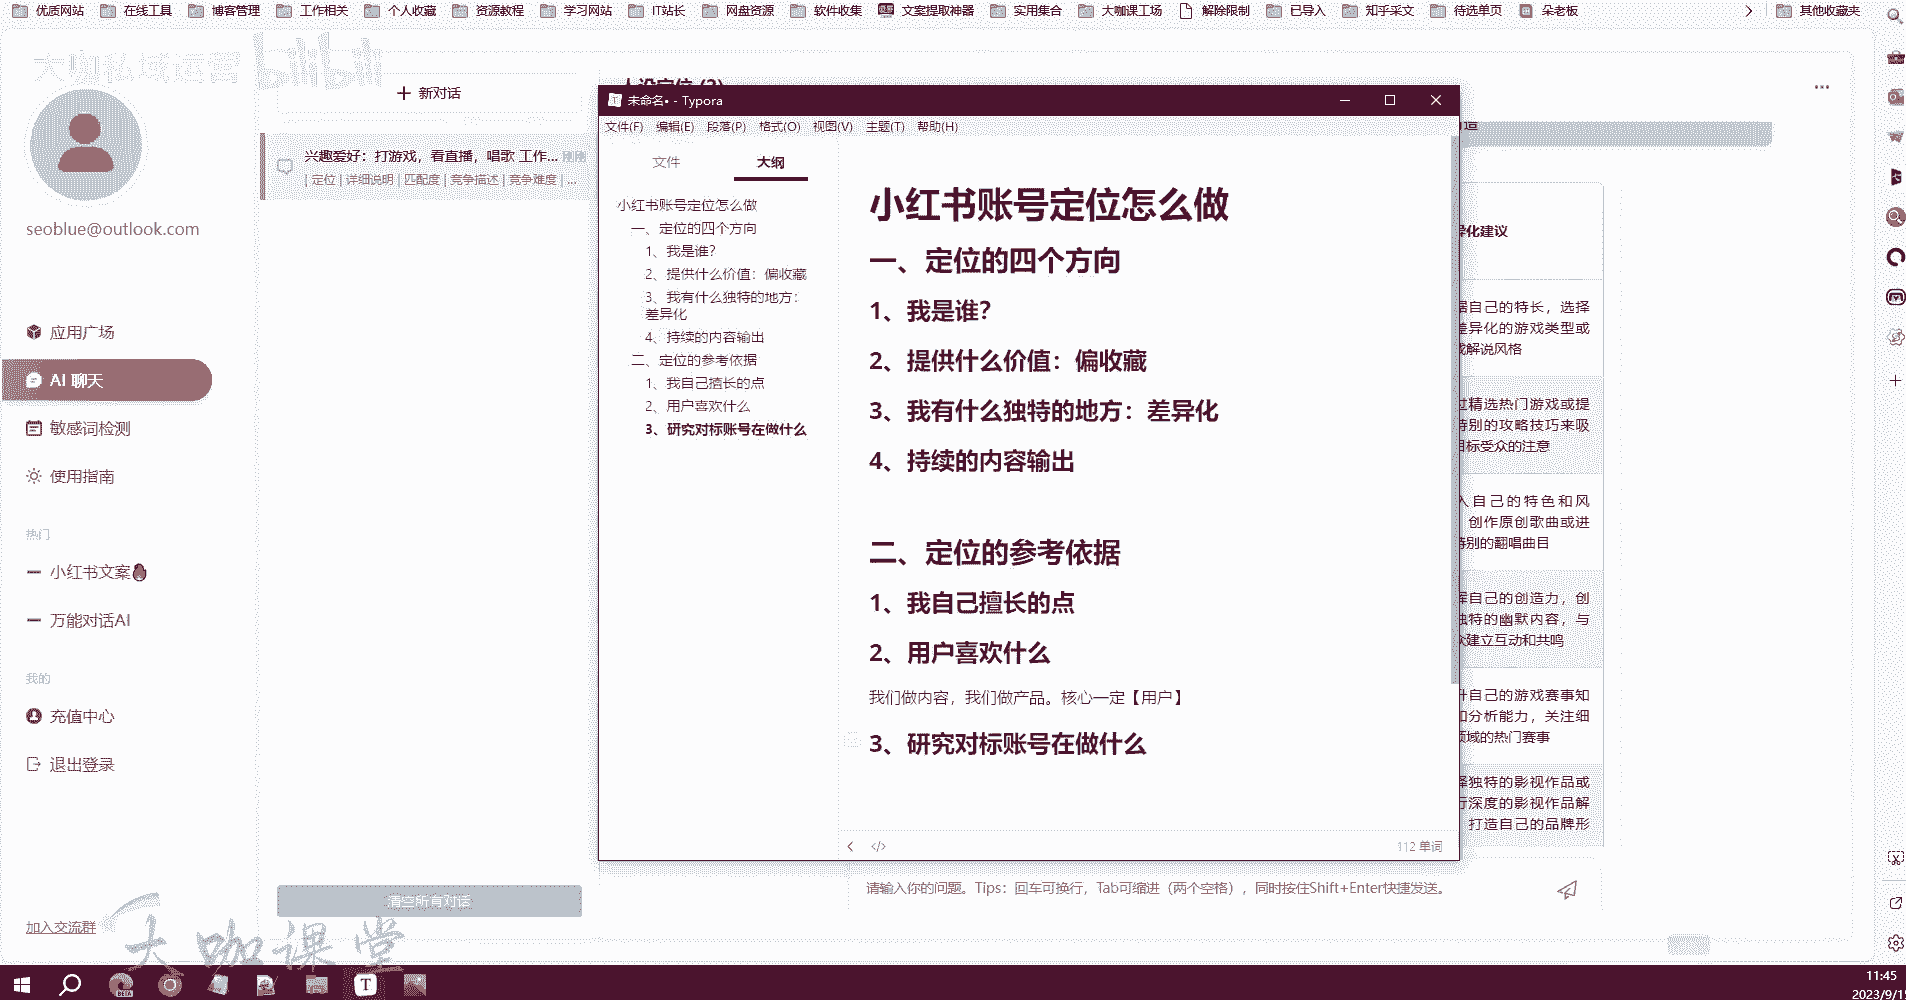 优质网站 在线工具 博客管理 工作相关 个人收藏 资源教程 学习网站 IT站长 网盘资源 软件收集 文案提取神器 实用集合 大咖课工场 解除限制 已导入 知乎采文 待选单页 朵老板 其他收藏夹
大咖私域运营 bilibili
新对话
未命名• - Typora
文件(F) 编辑(E) 段落(P) 格式(O) 视图(V) 主题(T) 帮助(H)
兴趣爱好：打游戏，看直播，唱歌 工作... 刚刚
| 定位 | 详细说明 | 匹配度 | 竞争描述 | 竞争难度 | ...
seoblue@outlook.com
应用广场
AI 聊天
敏感词检测
使用指南
热门
小红书文案
万能对话AI
我的
充值中心
退出登录
加入交流群
清空所有对话
文件 大纲
小红书账号定位怎么做
一、定位的四个方向
1、我是谁？
2、提供什么价值：偏收藏
3、我有什么独特的地方：
差异化
4、持续的内容输出
二、定位的参考依据
1、我自己擅长的点
2、用户喜欢什么
3、研究对标账号在做什么
小红书账号定位怎么做
一、定位的四个方向
1、我是谁？
2、提供什么价值：偏收藏
3、我有什么独特的地方：差异化
4、持续的内容输出
二、定位的参考依据
1、我自己擅长的点
2、用户喜欢什么
我们做内容，我们做产品。核心一定【用户】
3、研究对标账号在做什么
112 单词
异化建议
自己的特长，选择
差异化的游戏类型或
解说风格
过精选热门游戏或提
特别的攻略技巧来吸
目标受众的注意
入自己的特色和风
创作原创歌曲或进
特别的翻唱曲目
挥自己的创造力，创
独特的幽默内容，与
众建立互动和共鸣
升自己的游戏赛事知
和分析能力，关注细
领域的热门赛事
择独特的影视作品或
行深度的影视作品解
打造自己的品牌形
请输入你的问题。Tips：回车可换行，Tab可缩进（两个空格），同时按住Shift+Enter快捷发送。
大咖课堂
11:45
2023/9/1